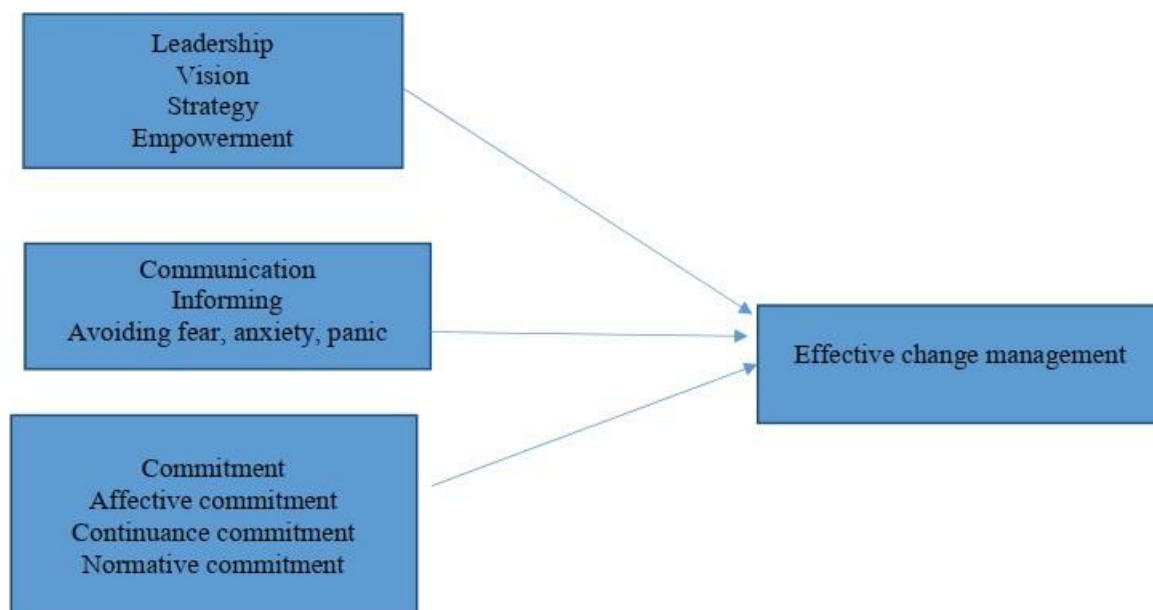 Leadership
Vision
Strategy
Empowerment
Communication
Informing
Avoiding fear, anxiety, panic
Effective change management
Commitment
Affective commitment
Continuance commitment
Normative commitment